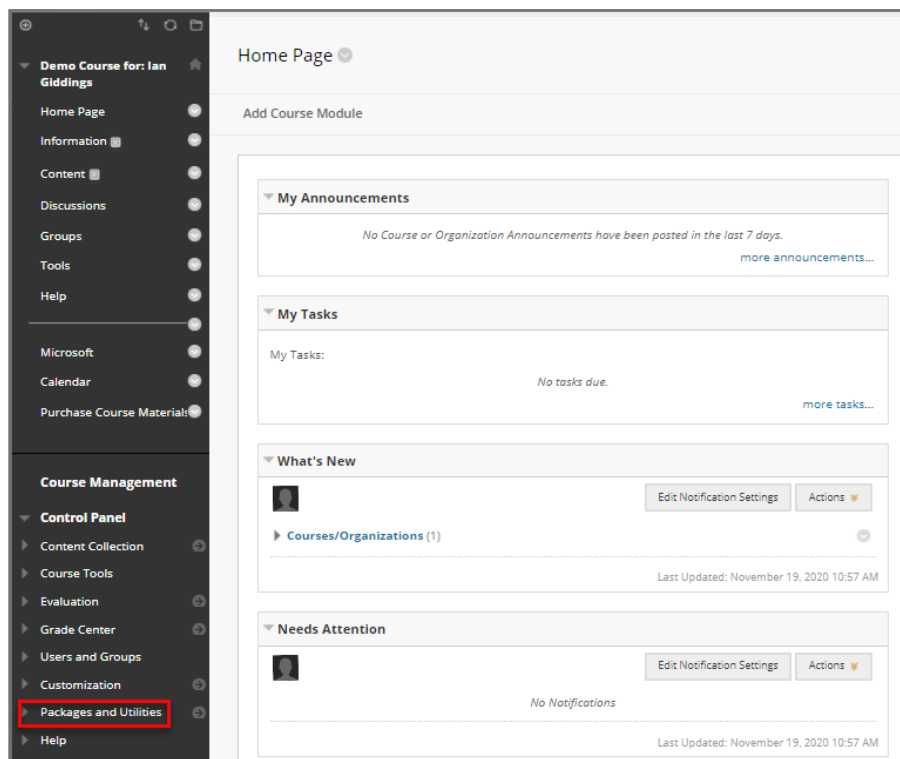 Demo Course for: Ian
Giddings
Home Page
Information
Content
Discussions
Groups
Tools
Help
Microsoft
Calendar
Purchase Course Materials
Course Management
Control Panel
Content Collection
Course Tools
Evaluation
Grade Center
Users and Groups
Customization
Packages and Utilities
Help
Home Page
Add Course Module
My Announcements
No Course or Organization Announcements have been posted in the last 7 days.
more announcements...
My Tasks
My Tasks:
No tasks due.
more tasks...
What's New
Edit Notification Settings Actions
Courses/Organizations (1)
Last Updated: November 19, 2020 10:57 AM
Needs Attention
Edit Notification Settings Actions
No Notifications
Last Updated: November 19, 2020 10:57 AM